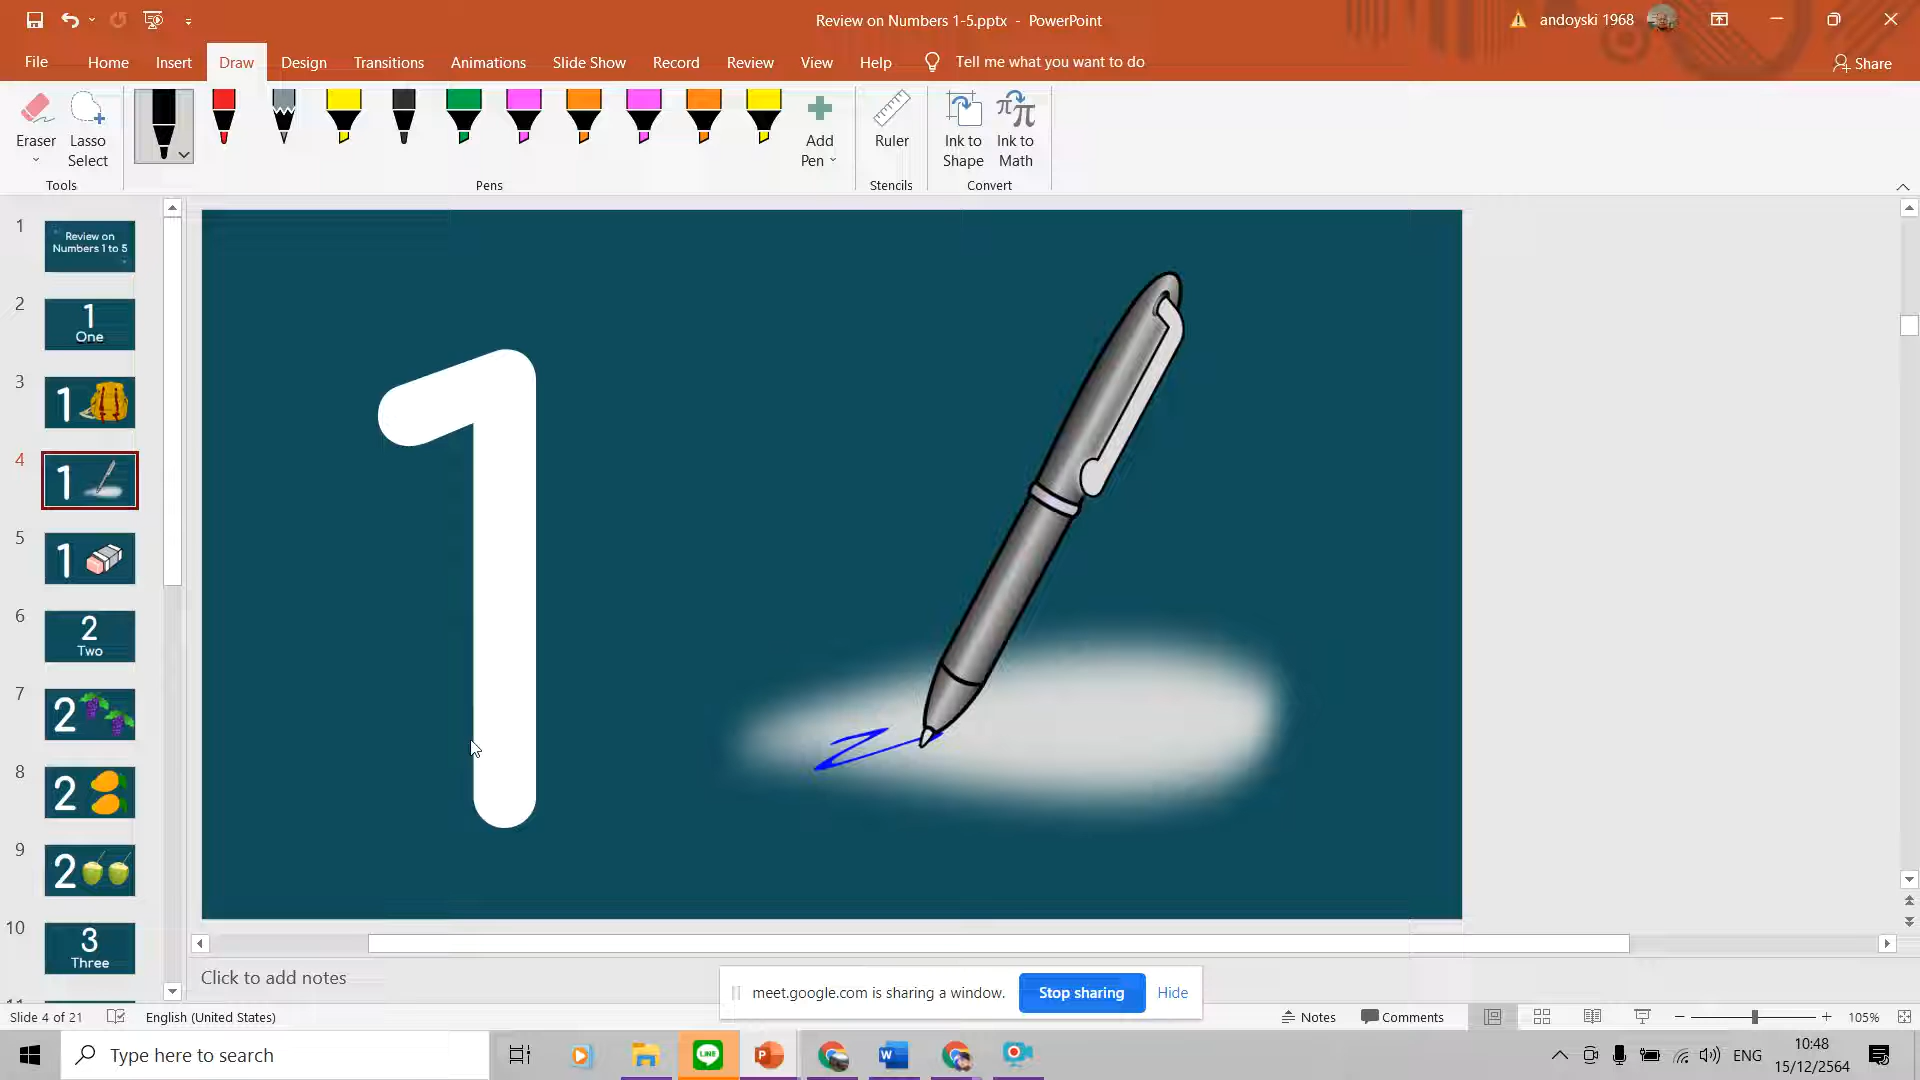 Review on Numbers 1-5.pptx - PowerPoint
andoyski 1968
File Home Insert Draw Design Transitions Animations Slide Show Record Review View Help Tell me what you want to do Share
Eraser
Lasso Select
Tools
Pens
Add Pen
Ruler
Stencils
Ink to Shape
Ink to Math
Convert
1
Review on
Numbers 1 to 5
2
1
One
3
1
4
1
5
1
6
2
Two
7
2
8
2
9
2
10
3
Three
1
Click to add notes
meet.google.com is sharing a window. Stop sharing Hide
Slide 4 of 21 English (United States) Notes Comments 105%
Type here to search
LINE
ENG
10:48
15/12/2564